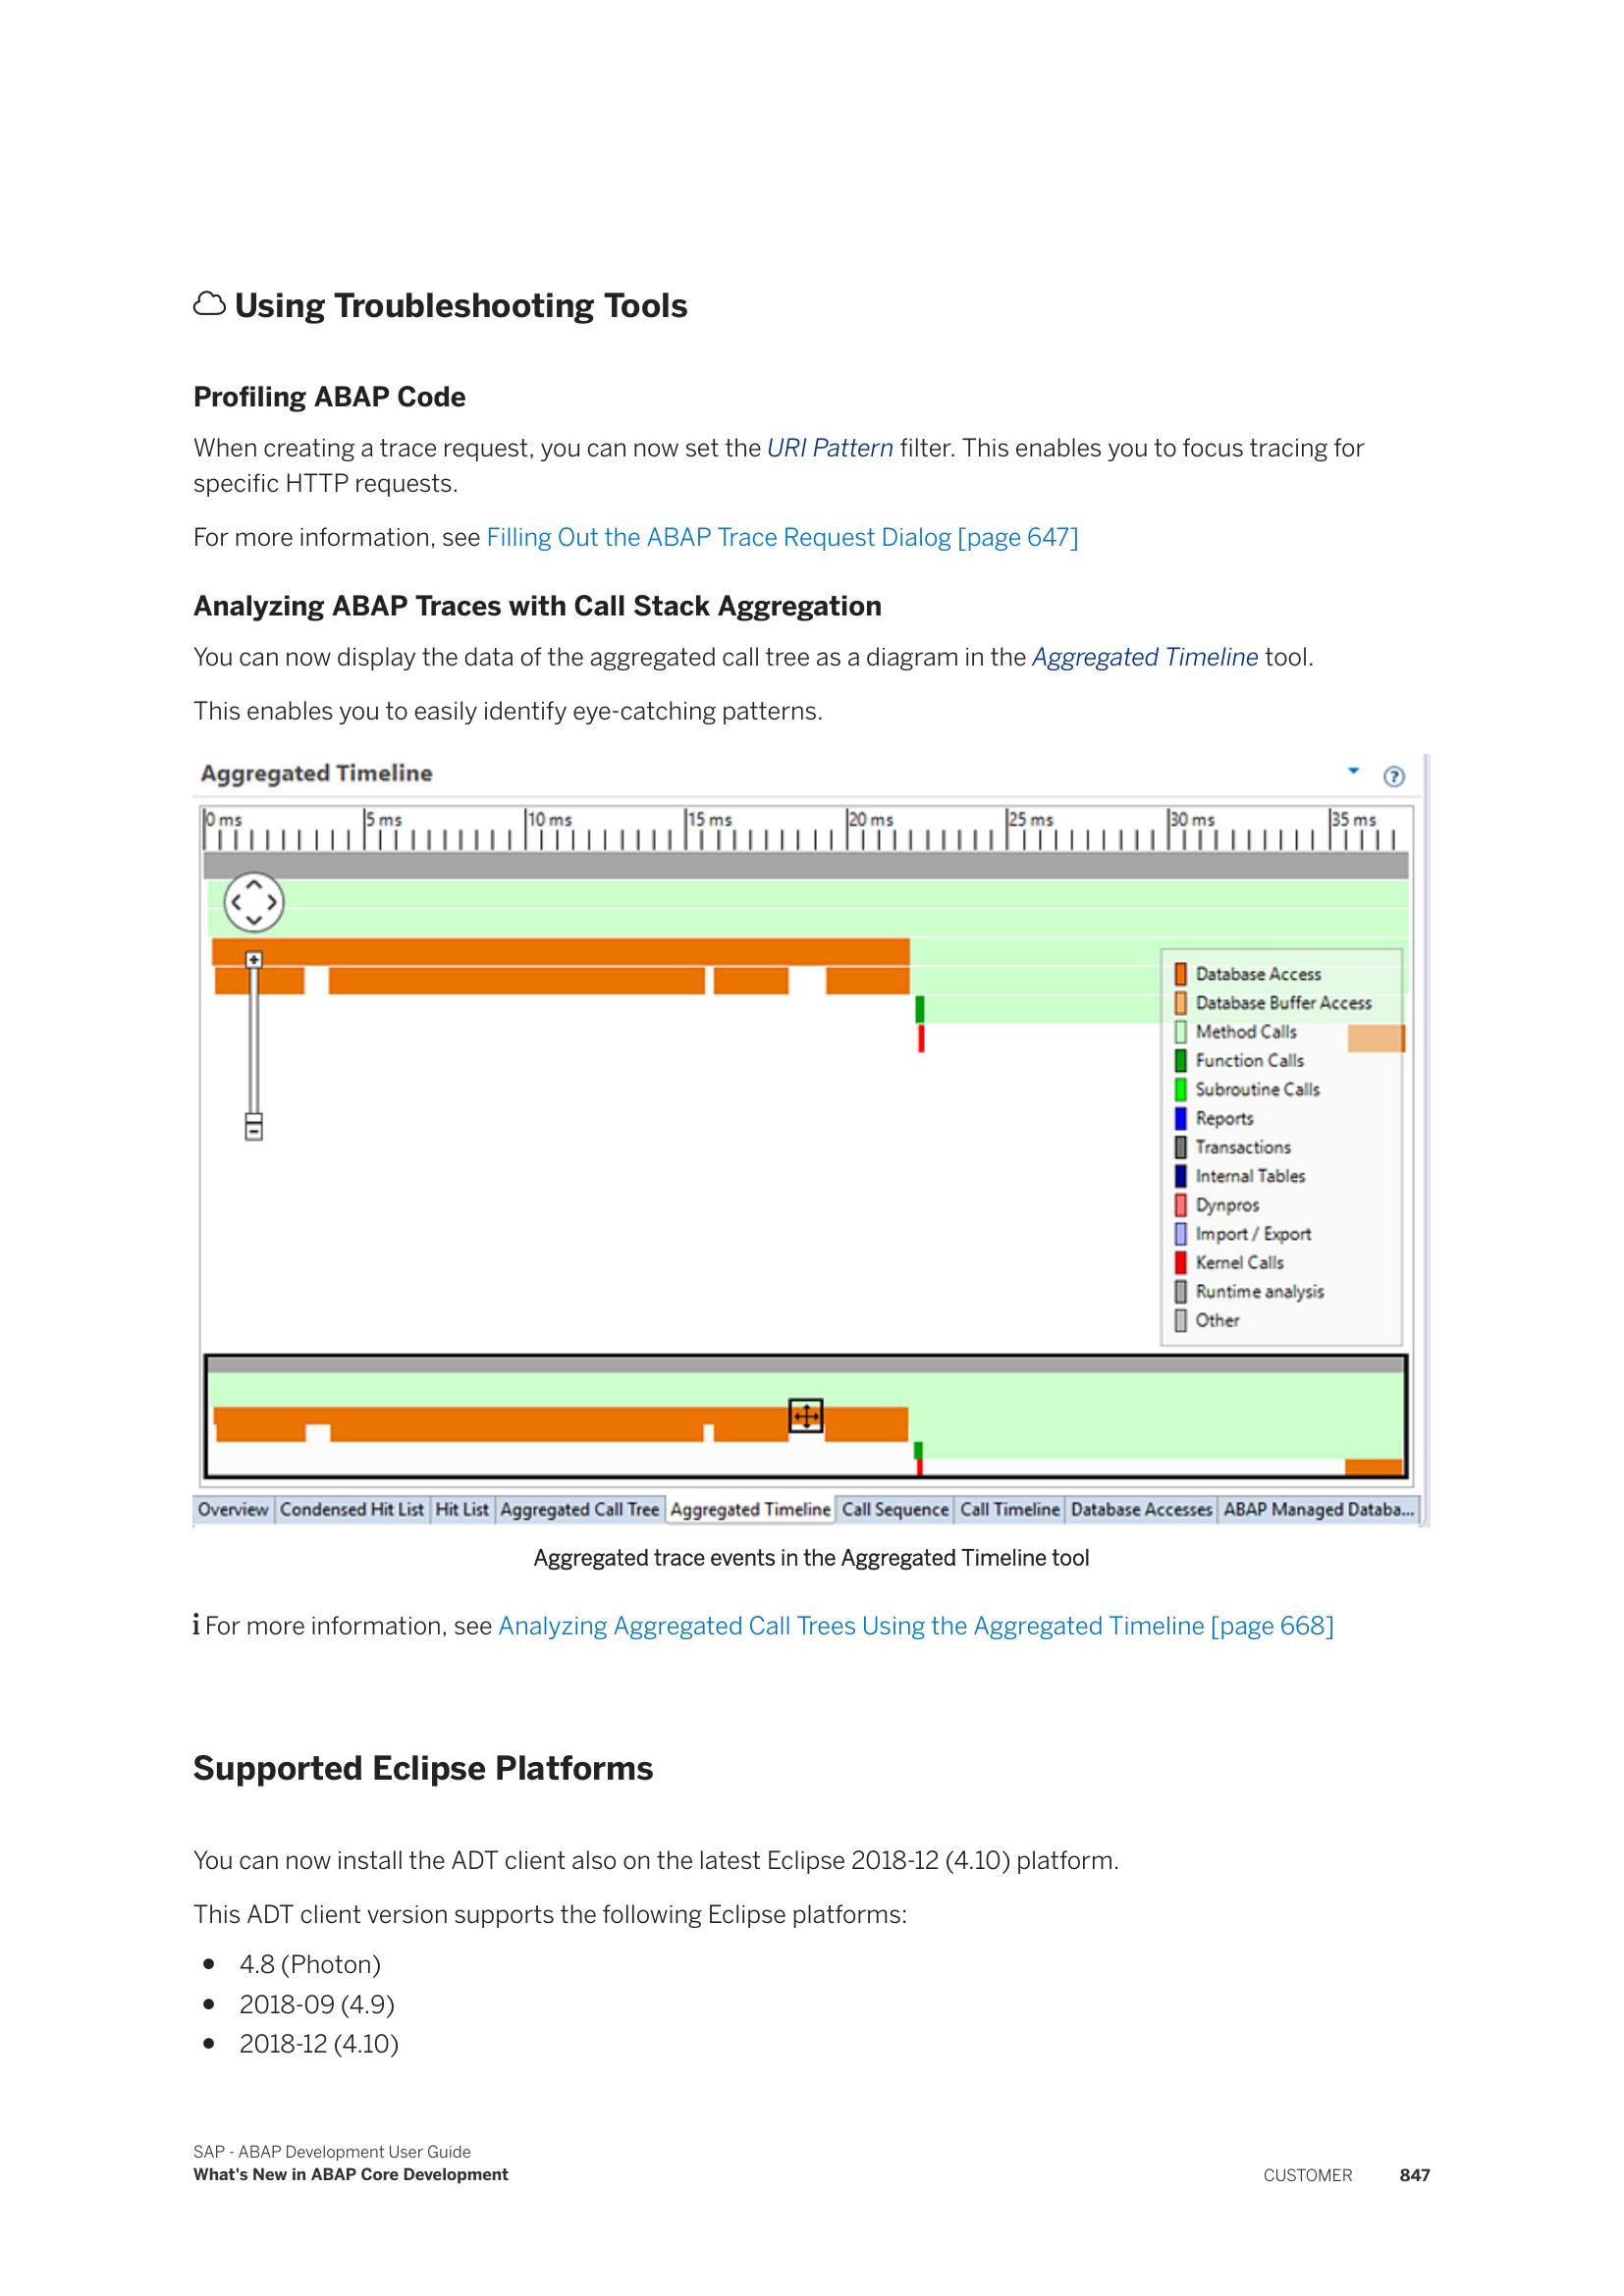 Using Troubleshooting Tools
Profiling ABAP Code
When creating a trace request, you can now set the URI Pattern filter. This enables you to focus tracing for
specific HTTP requests.
For more information, see Filling Out the ABAP Trace Request Dialog [page 647]
Analyzing ABAP Traces with Call Stack Aggregation
You can now display the data of the aggregated call tree as a diagram in the Aggregated Timeline tool.
This enables you to easily identify eye-catching patterns.
Aggregated Timeline
0 ms 5 ms 10 ms 15 ms 20 ms 25 ms 30 ms 35 ms
Database Access
Database Buffer Access
Method Calls
Function Calls
Subroutine Calls
Reports
Transactions
Internal Tables
Dynpros
Import / Export
Kernel Calls
Runtime analysis
Other
Overview Condensed Hit List Hit List Aggregated Call Tree Aggregated Timeline Call Sequence Call Timeline Database Accesses ABAP Managed Databa...
Aggregated trace events in the Aggregated Timeline tool
i For more information, see Analyzing Aggregated Call Trees Using the Aggregated Timeline [page 668]
Supported Eclipse Platforms
You can now install the ADT client also on the latest Eclipse 2018-12 (4.10) platform.
This ADT client version supports the following Eclipse platforms:
• 4.8 (Photon)
• 2018-09 (4.9)
• 2018-12 (4.10)
SAP - ABAP Development User Guide
What's New in ABAP Core Development
CUSTOMER 847